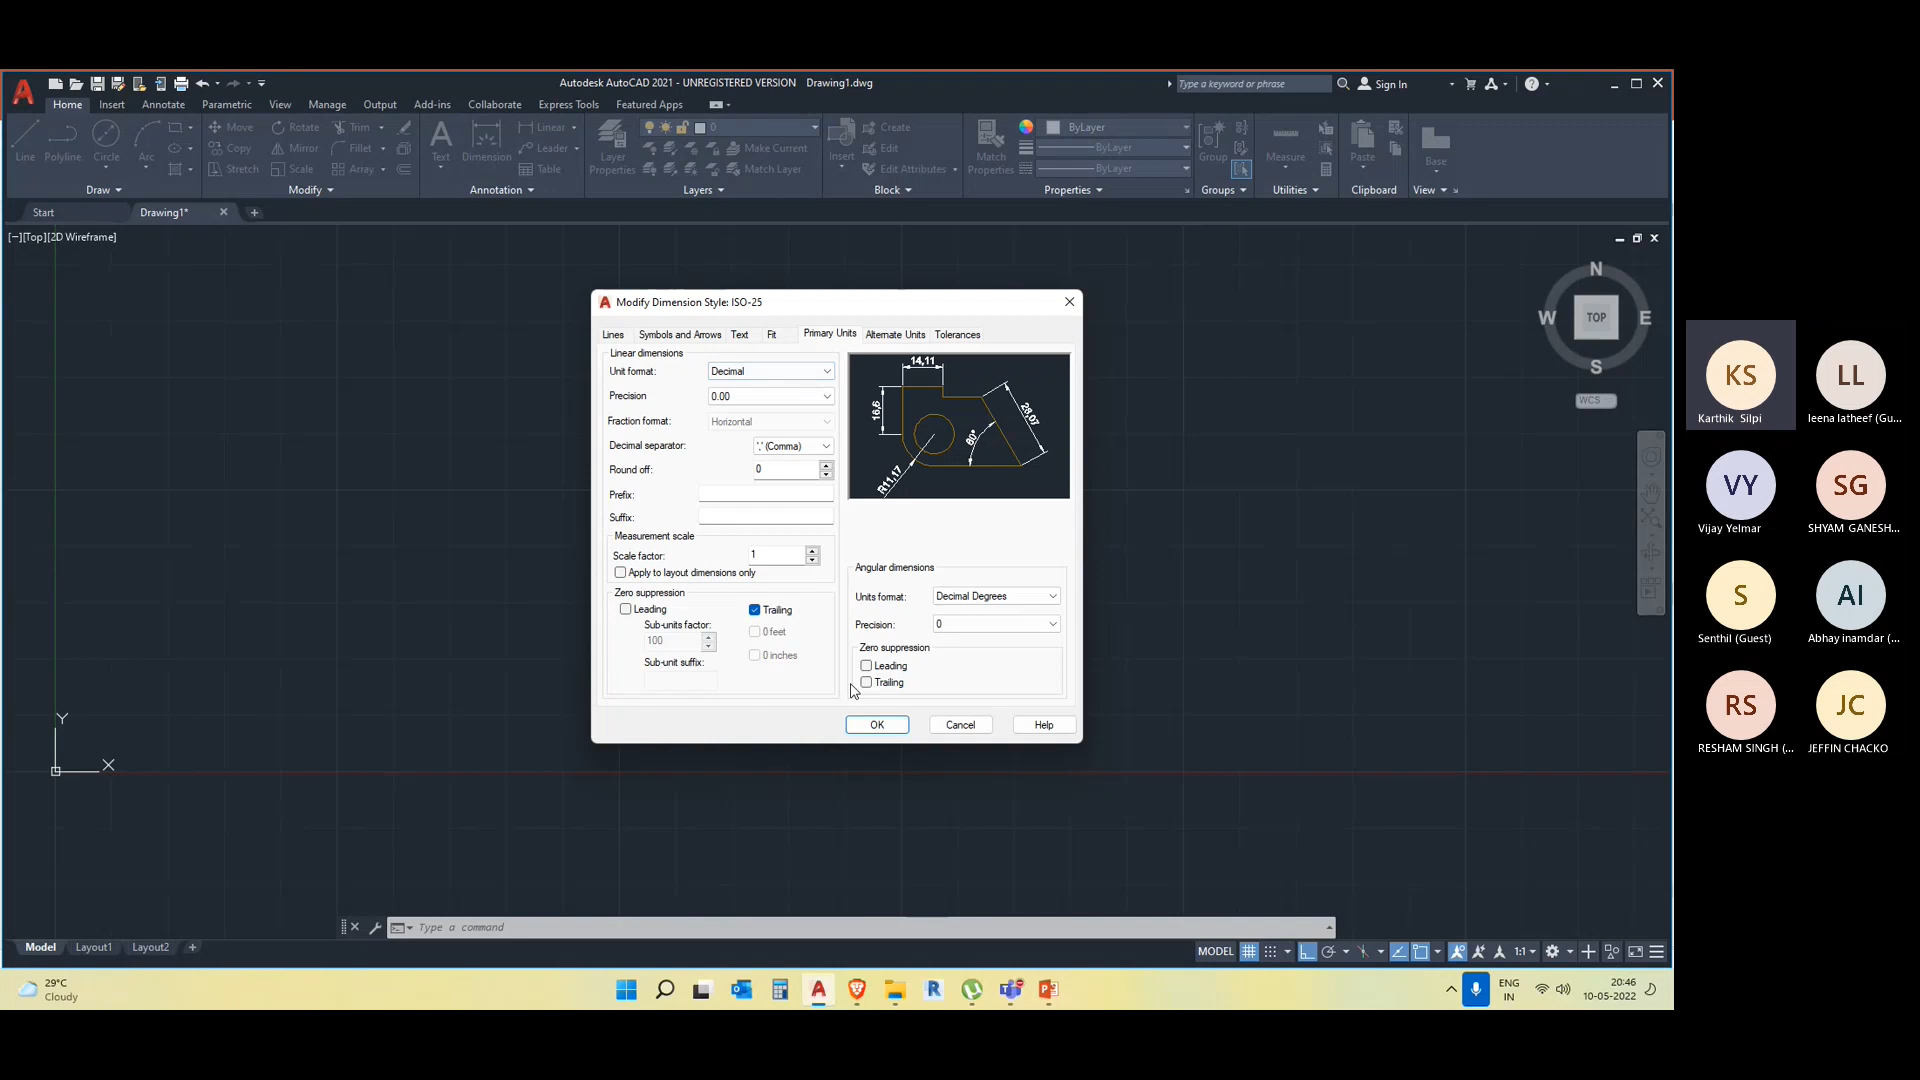 Autodesk AutoCAD 2021 - UNREGISTERED VERSION Drawing1.dwg
Type a keyword or phrase
Sign In
Home Insert Annotate Parametric View Manage Output Add-ins Collaborate Express Tools Featured Apps
Line Polyline Circle Arc
Move Rotate Trim
Copy Mirror Fillet
Stretch Scale Array
Text Dimension
Linear
Leader
Table
Layer Properties
0
Make Current
Match Layer
Insert
Create
Edit
Edit Attributes
Match Properties
ByLayer
ByLayer
ByLayer
Group
Measure
Paste
Base
Draw Modify Annotation Layers Block Properties Groups Utilities Clipboard View
Start Drawing1*
[−][Top][2D Wireframe]
N
W TOP E
S
WCS
Modify Dimension Style: ISO-25
Lines Symbols and Arrows Text Fit Primary Units Alternate Units Tolerances
Linear dimensions
Unit format: Decimal
Precision 0.00
Fraction format: Horizontal
Decimal separator: ',' (Comma)
Round off: 0
Prefix:
Suffix:
Measurement scale
Scale factor: 1
Apply to layout dimensions only
Zero suppression
Leading Trailing
Sub-units factor: 0 feet
100
Sub-unit suffix: 0 inches
14,11
16,6
28,07
60°
R11,17
Angular dimensions
Units format: Decimal Degrees
Precision: 0
Zero suppression
Leading
Trailing
OK Cancel Help
Y
X
Type a command
Model Layout1 Layout2
MODEL 1:1
29°C
Cloudy
ENG
IN
20:46
10-05-2022
KS
Karthik Silpi
LL
leena latheef (Gu...
VY
Vijay Yelmar
SG
SHYAM GANESH...
S
Senthil (Guest)
AI
Abhay inamdar (...
RS
RESHAM SINGH (...
JC
JEFFIN CHACKO